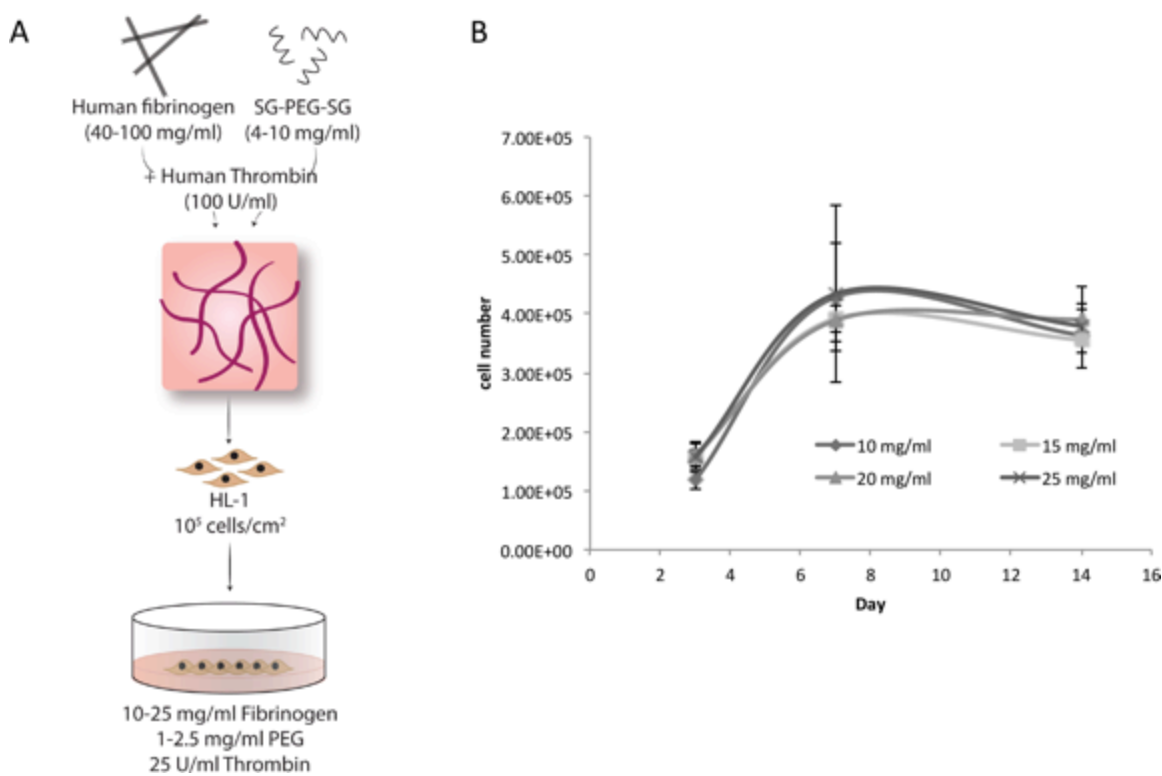 A
Human fibrinogen
(40-100 mg/ml)
SG-PEG-SG
(4-10 mg/ml)
+ Human Thrombin
(100 U/ml)
HL-1
10⁵ cells/cm²
10-25 mg/ml Fibrinogen
1-2.5 mg/ml PEG
25 U/ml Thrombin
B
7.00E+05
6.00E+05
5.00E+05
4.00E+05
3.00E+05
2.00E+05
1.00E+05
0.00E+00
cell number
10 mg/ml
15 mg/ml
20 mg/ml
25 mg/ml
0 2 4 6 8 10 12 14 16
Day